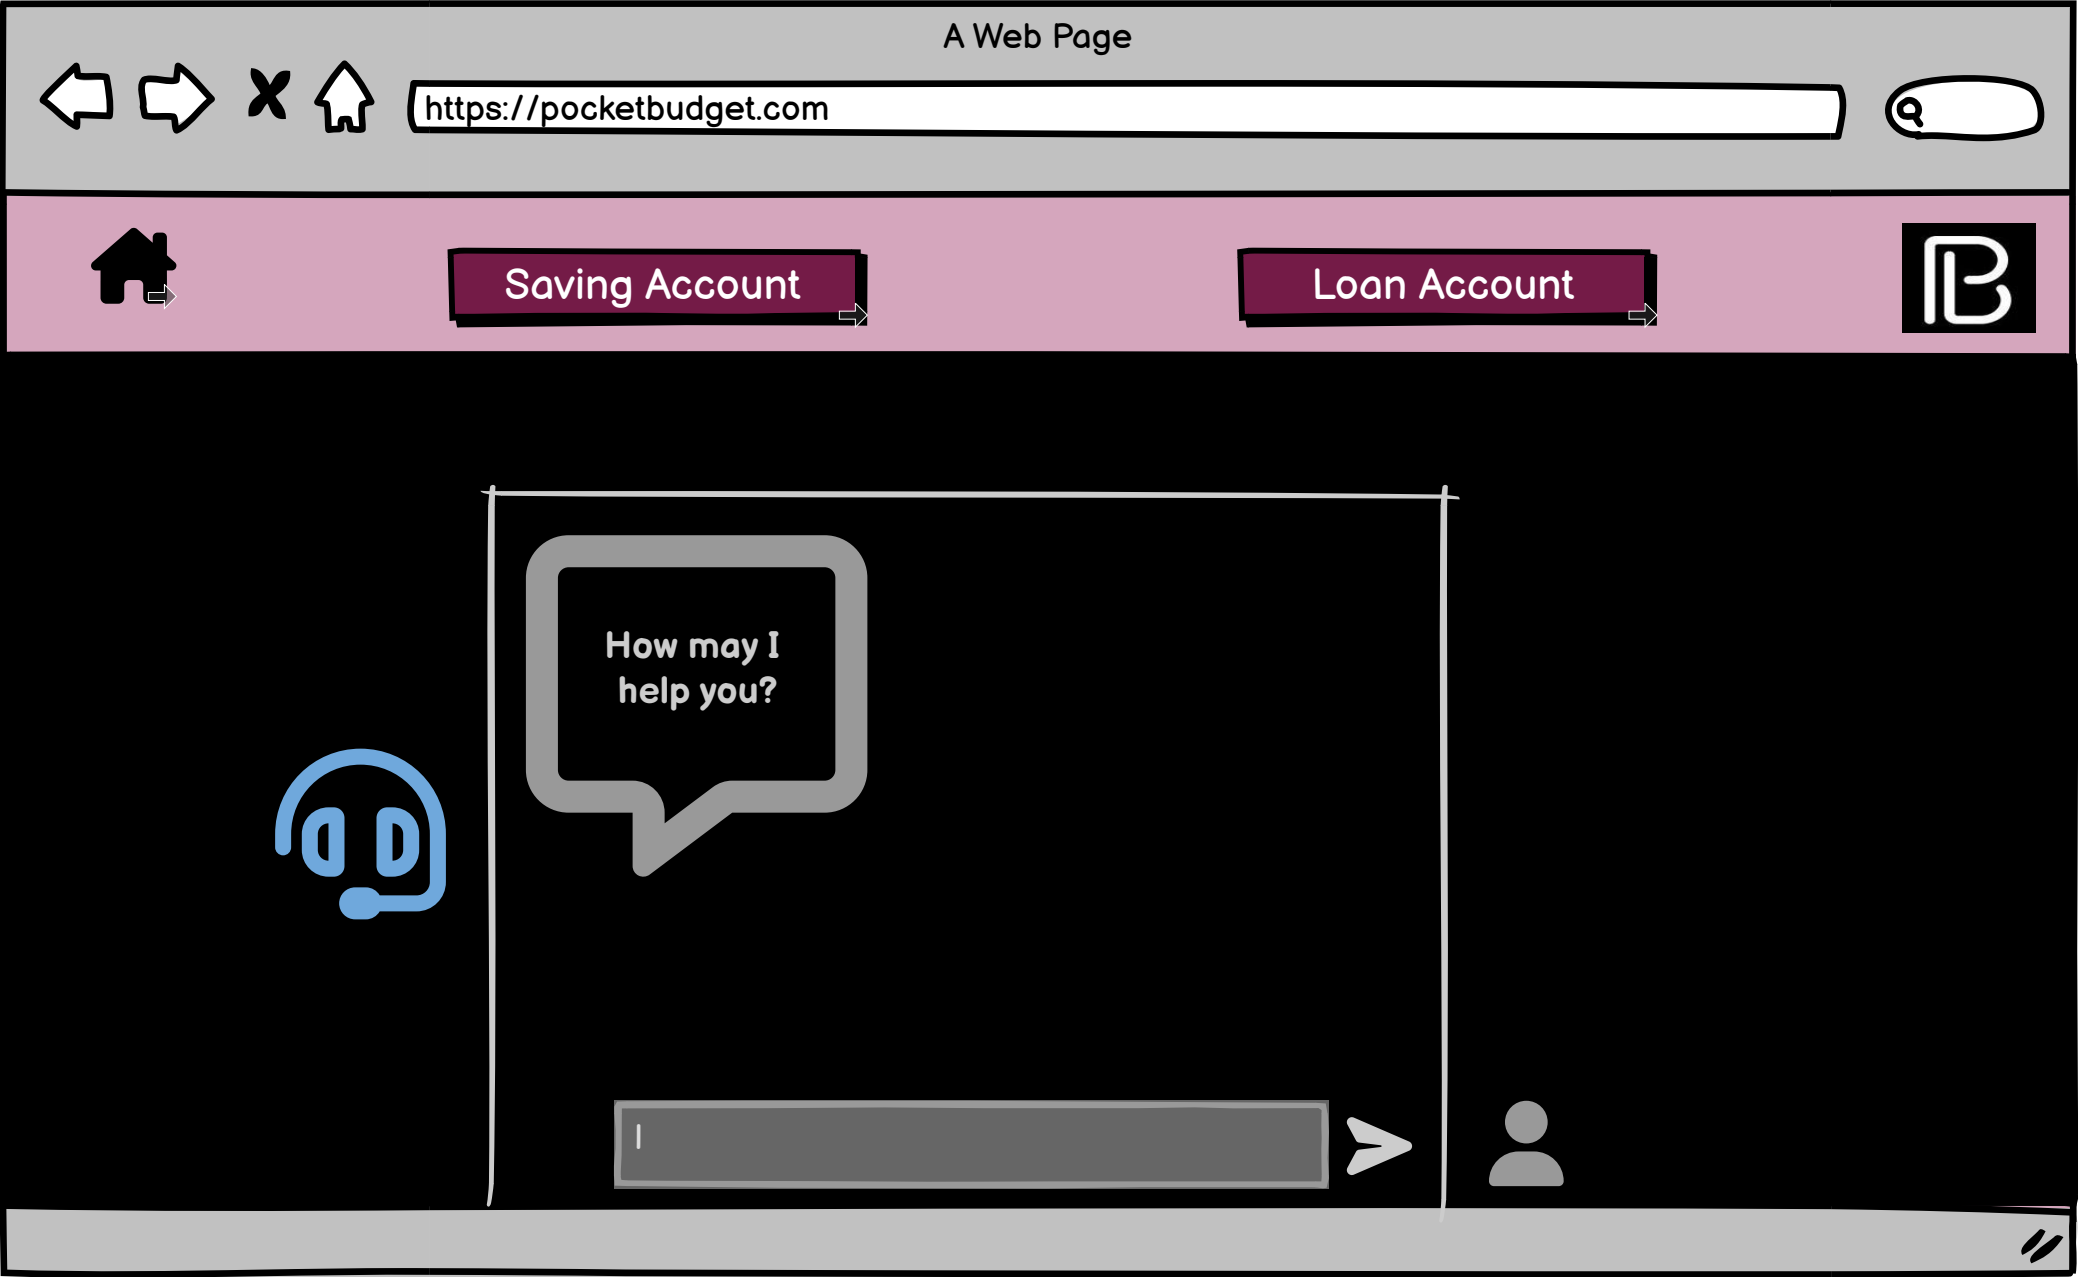 A Web Page
https://pocketbudget.com
Saving Account
Loan Account
How may I
help you?